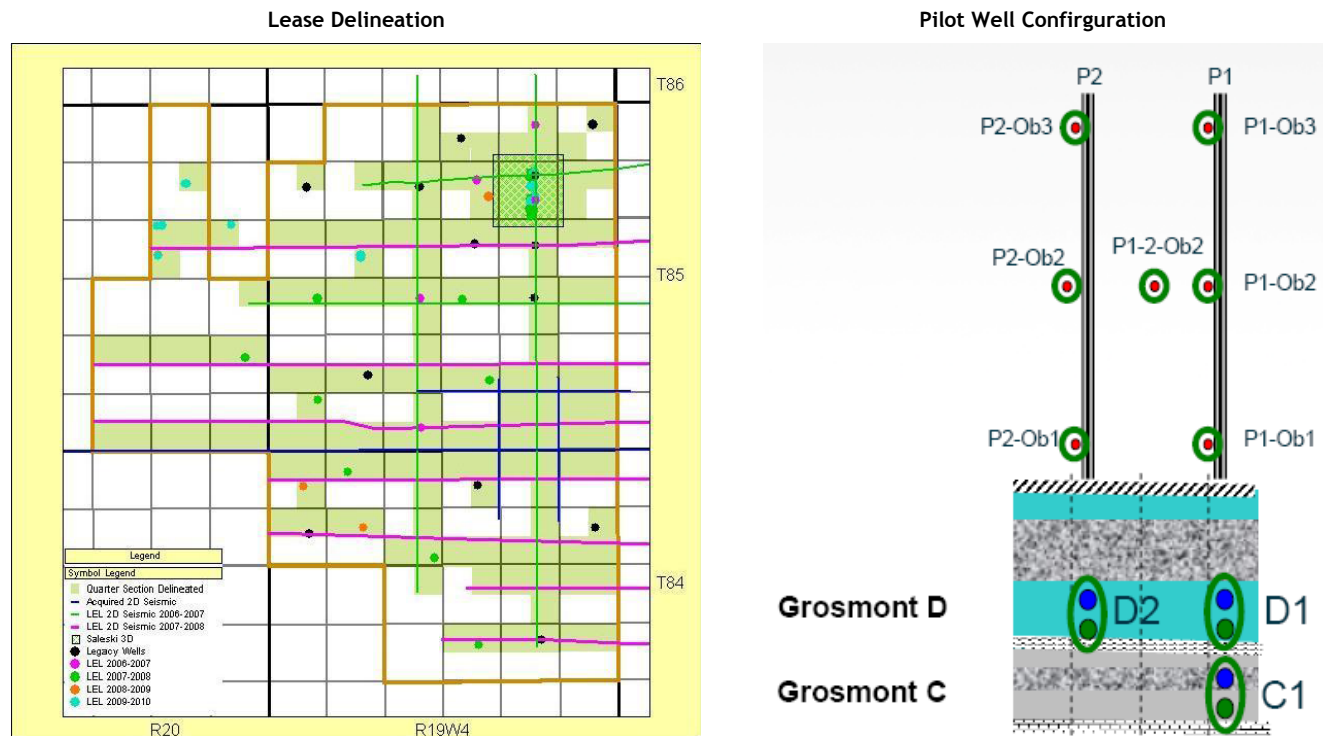 Lease Delineation
Pilot Well Confirguration
T86
T85
T84
R20
R19W4
Legend
Symbol Legend
Quarter Section Delineated
Acquired 2D Seismic
LEL 2D Seismic 2006-2007
LEL 2D Seismic 2007-2008
Saleski 3D
Legacy Wells
LEL 2006-2007
LEL 2007-2008
LEL 2008-2009
LEL 2009-2010
P2 P1
P2-Ob3 P1-Ob3
P2-Ob2 P1-2-Ob2 P1-Ob2
P2-Ob1 P1-Ob1
Grosmont D D2 D1
Grosmont C C1